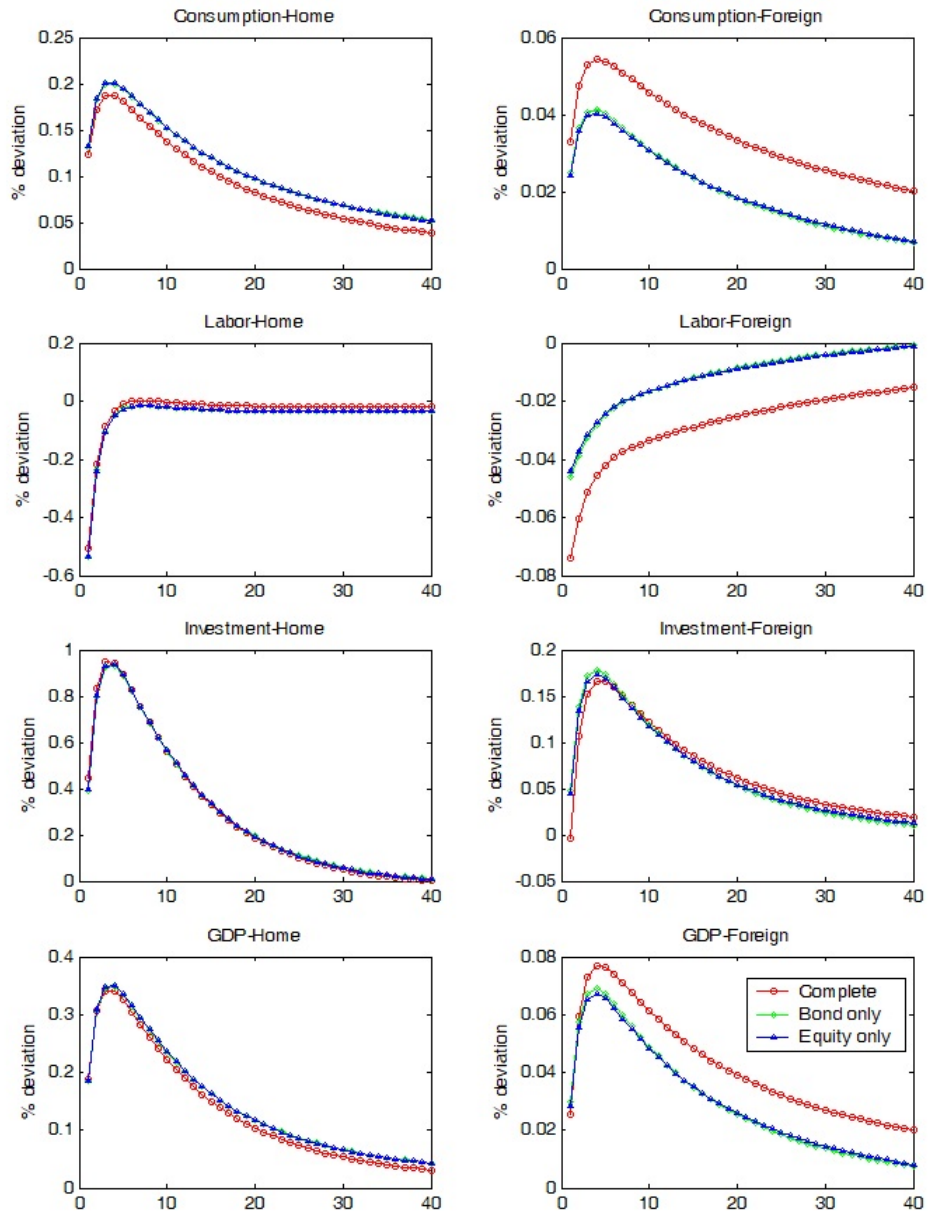 Consumption-Home
% deviation
0.25
0.2
0.15
0.1
0.05
0
0 10 20 30 40
Consumption-Foreign
% deviation
0.06
0.04
0.02
0
0 10 20 30 40
Labor-Home
% deviation
0.2
0
-0.2
-0.4
-0.6
0 10 20 30 40
Labor-Foreign
% deviation
0
-0.02
-0.04
-0.06
-0.08
0 10 20 30 40
Investment-Home
% deviation
1
0.8
0.6
0.4
0.2
0
0 10 20 30 40
Investment-Foreign
% deviation
0.2
0.15
0.1
0.05
0
-0.05
0 10 20 30 40
GDP-Home
% deviation
0.4
0.3
0.2
0.1
0
0 10 20 30 40
GDP-Foreign
% deviation
0.08
0.06
0.04
0.02
0
0 10 20 30 40
Complete
Bond only
Equity only